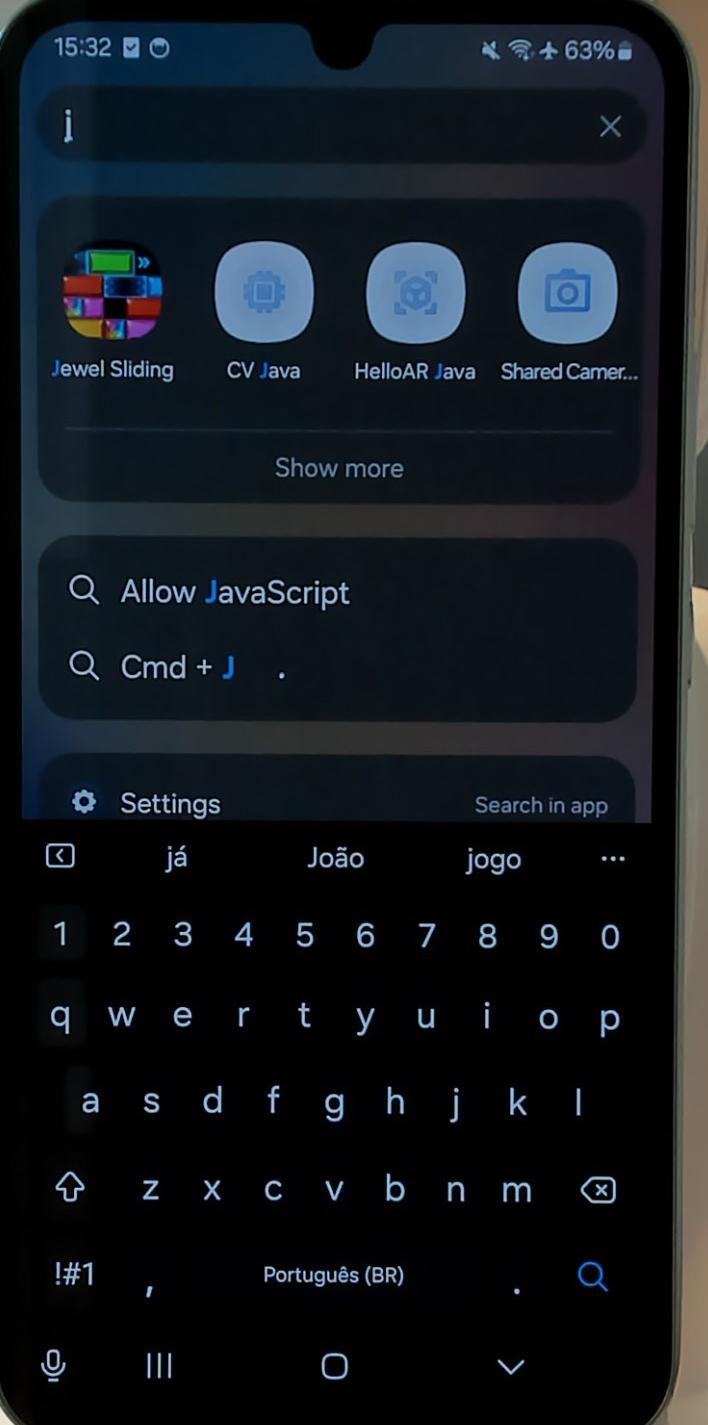 15:32 63%
j
Jewel Sliding CV Java HelloAR Java Shared Camer...
Show more
Allow JavaScript
Cmd + J .
Settings Search in app
já João jogo ...
1 2 3 4 5 6 7 8 9 0
q w e r t y u i o p
a s d f g h j k l
z x c v b n m
!#1 , Português (BR) .